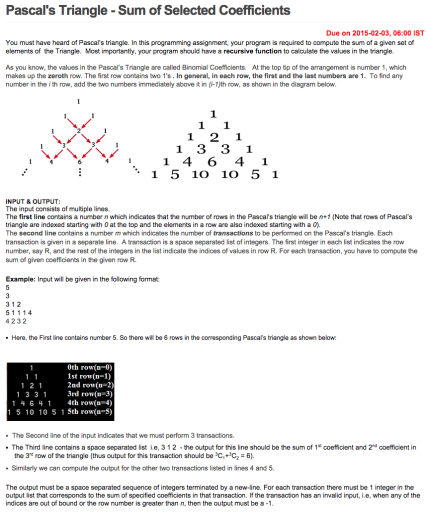 Pascal's Triangle - Sum of Selected Coefficients
Due on 2015-02-03, 06:00 IST
You must have heard of Pascal's triangle. In this programming assignment, your program is required to compute the sum of a given set of
elements of the Triangle. Most importantly, your program should have a recursive function to calculate the values in the triangle.
As you know, the values in the Pascal's Triangle are called Binomial Coefficients. At the top tip of the arrangement is number 1, which
makes up the zeroth row. The first row contains two 1's. In general, in each row, the first and the last numbers are 1. To find any
number in the i th row, add the two numbers immediately above it in (i-1)th row, as shown in the diagram below.
1
1 1
1 2 1
1 3 3 1
1 4 6 4 1
1
1 1
1 2 1
1 3 3 1
1 4 6 4 1
1 5 10 10 5 1
INPUT & OUTPUT:
The input consists of multiple lines.
The first line contains a number n which indicates that the number of rows in the Pascal's triangle will be n+1 (Note that rows of Pascal's
triangle are indexed starting with 0 at the top and the elements in a row are also indexed starting with a 0).
The second line contains a number m which indicates the number of transactions to be performed on the Pascal's triangle. Each
transaction is given in a separate line. A transaction is a space separated list of integers. The first integer in each list indicates the row
number, say R, and the rest of the integers in the list indicate the indices of values in row R. For each transaction, you have to compute the
sum of given coefficients in the given row R.
Example: Input will be given in the following format:
5
3
3 1 2
5 1 1 1 4
4 2 3 2
• Here, the First line contains number 5. So there will be 6 rows in the corresponding Pascal's triangle as shown below:
1 0th row(n=0)
1 1 1st row(n=1)
1 2 1 2nd row(n=2)
1 3 3 1 3rd row(n=3)
1 4 6 4 1 4th row(n=4)
1 5 10 10 5 1 5th row(n=5)
• The Second line of the input indicates that we must perform 3 transactions.
• The Third line contains a space separated list i.e, 3 1 2 - the output for this line should be the sum of 1st coefficient and 2nd coefficient in
the 3rd row of the triangle (thus output for this transaction should be ³C₁+³C₂ = 6).
• Similarly we can compute the output for the other two transactions listed in lines 4 and 5.
The output must be a space separated sequence of integers terminated by a new-line. For each transaction there must be 1 integer in the
output list that corresponds to the sum of specified coefficients in that transaction. If the transaction has an invalid input, i.e, when any of the
indices are out of bound or the row number is greater than n, then the output must be a -1.